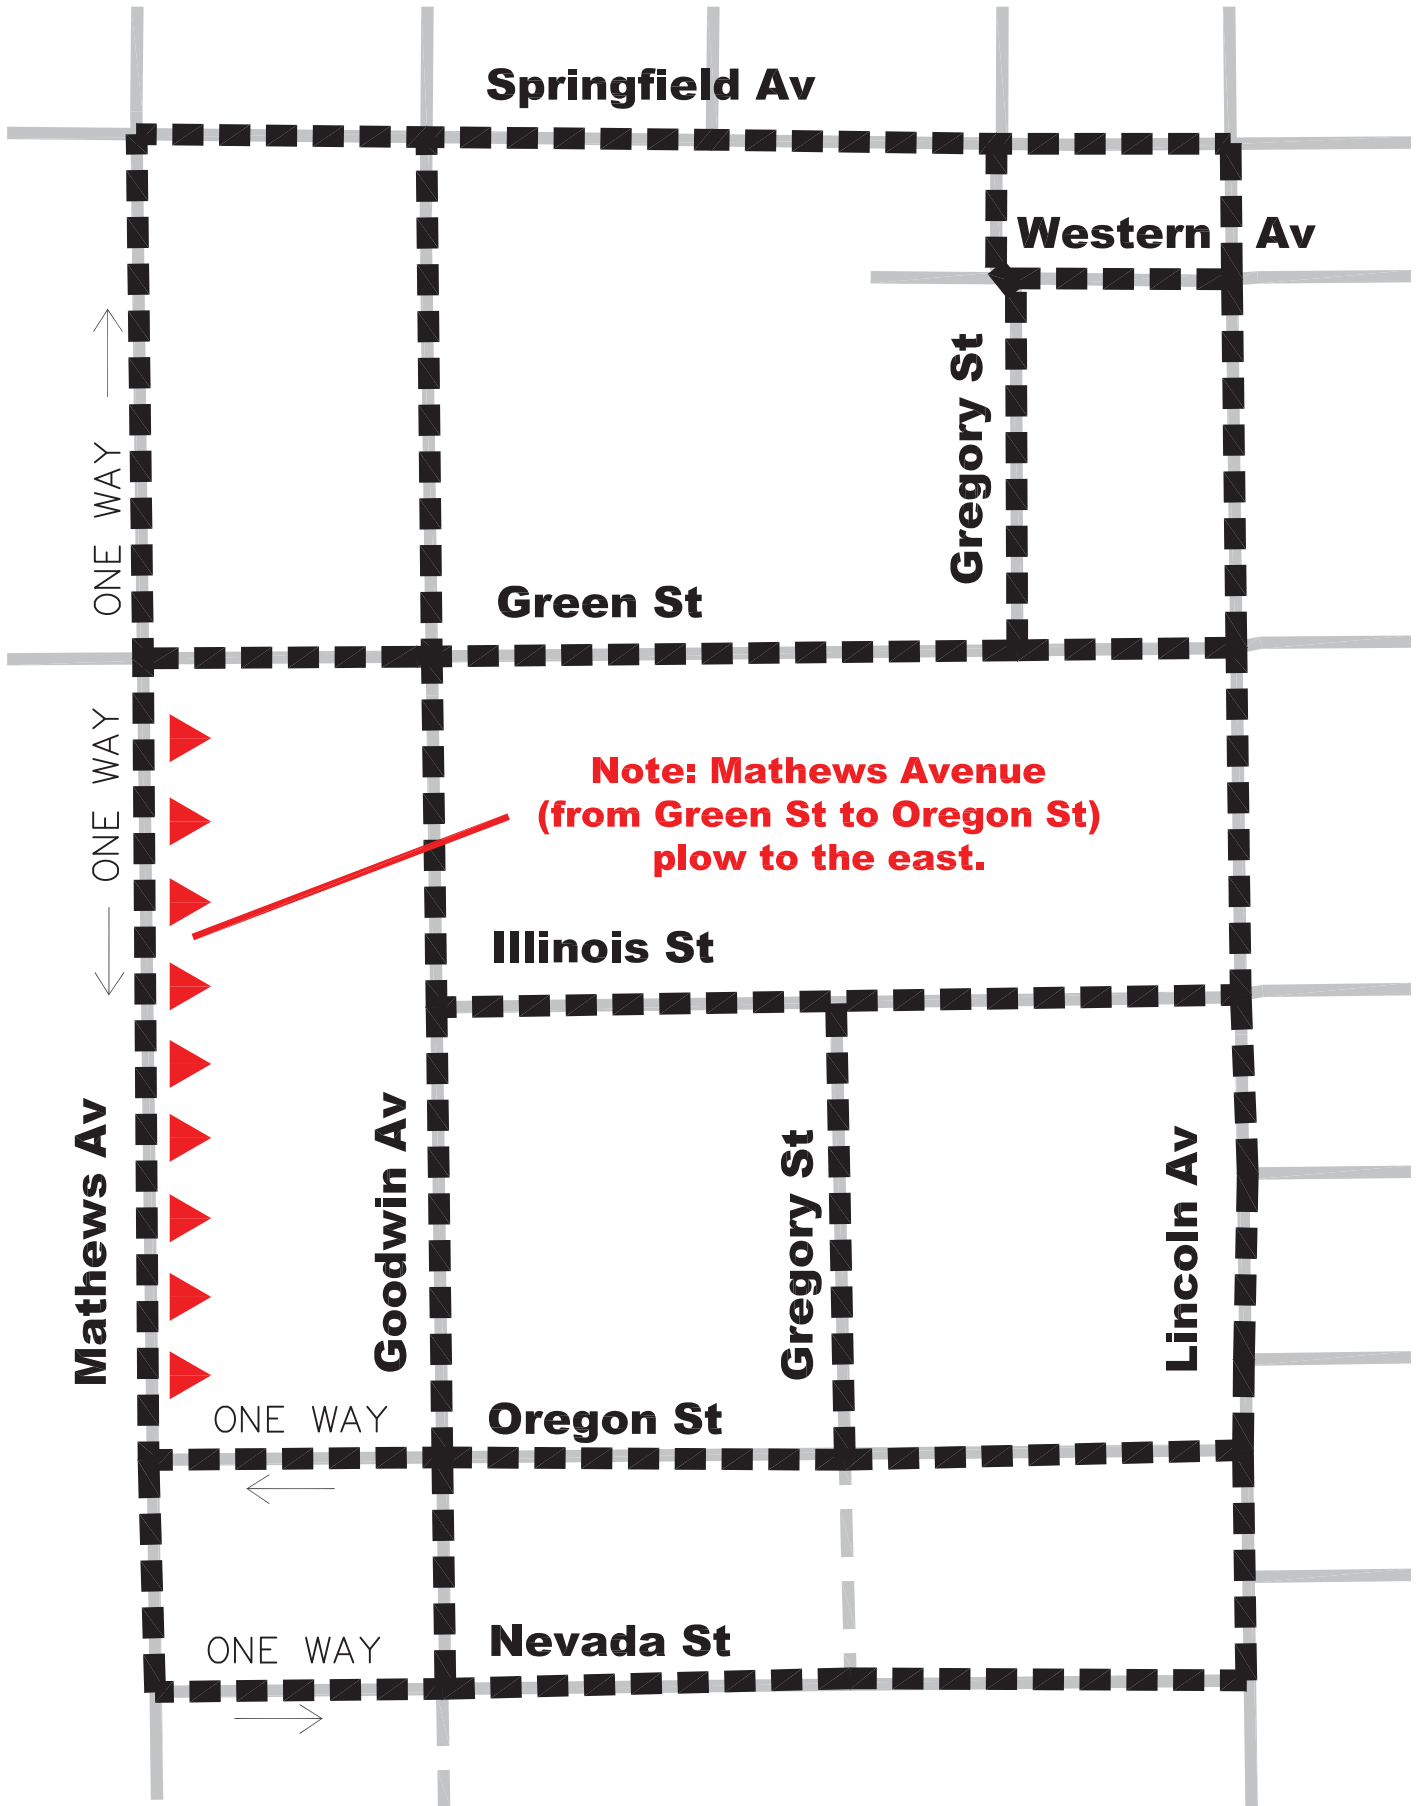 Springfield Av
Western Av
Gregory St
ONE WAY
Green St
ONE WAY
Note: Mathews Avenue
(from Green St to Oregon St)
plow to the east.
Illinois St
Mathews Av
Goodwin Av
Gregory St
Lincoln Av
ONE WAY
Oregon St
ONE WAY
Nevada St